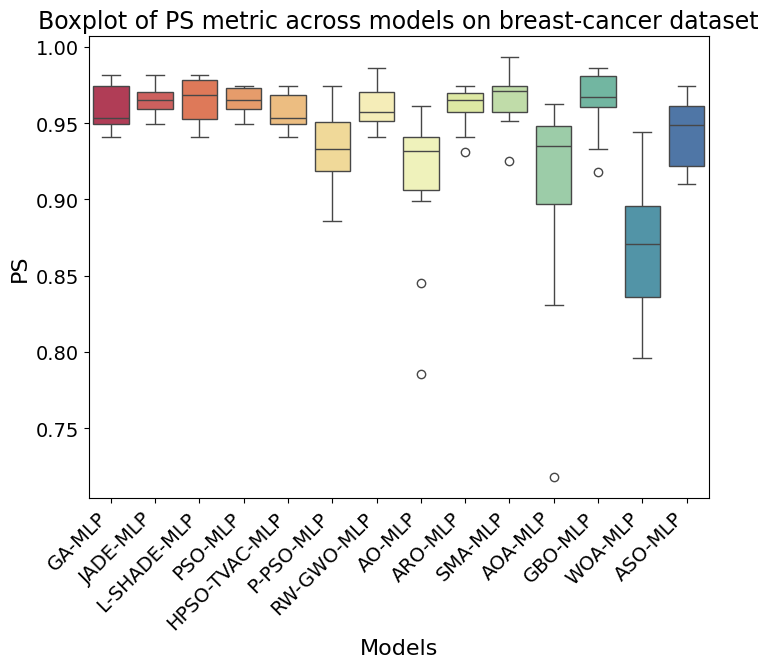 Boxplot of PS metric across models on breast-cancer dataset
1.00
0.95
0.90
0.85
0.80
0.75
PS
GA-MLP
JADE-MLP
L-SHADE-MLP
PSO-MLP
HPSO-TVAC-MLP
P-PSO-MLP
RW-GWO-MLP
AO-MLP
ARO-MLP
SMA-MLP
AOA-MLP
GBO-MLP
WOA-MLP
ASO-MLP
Models